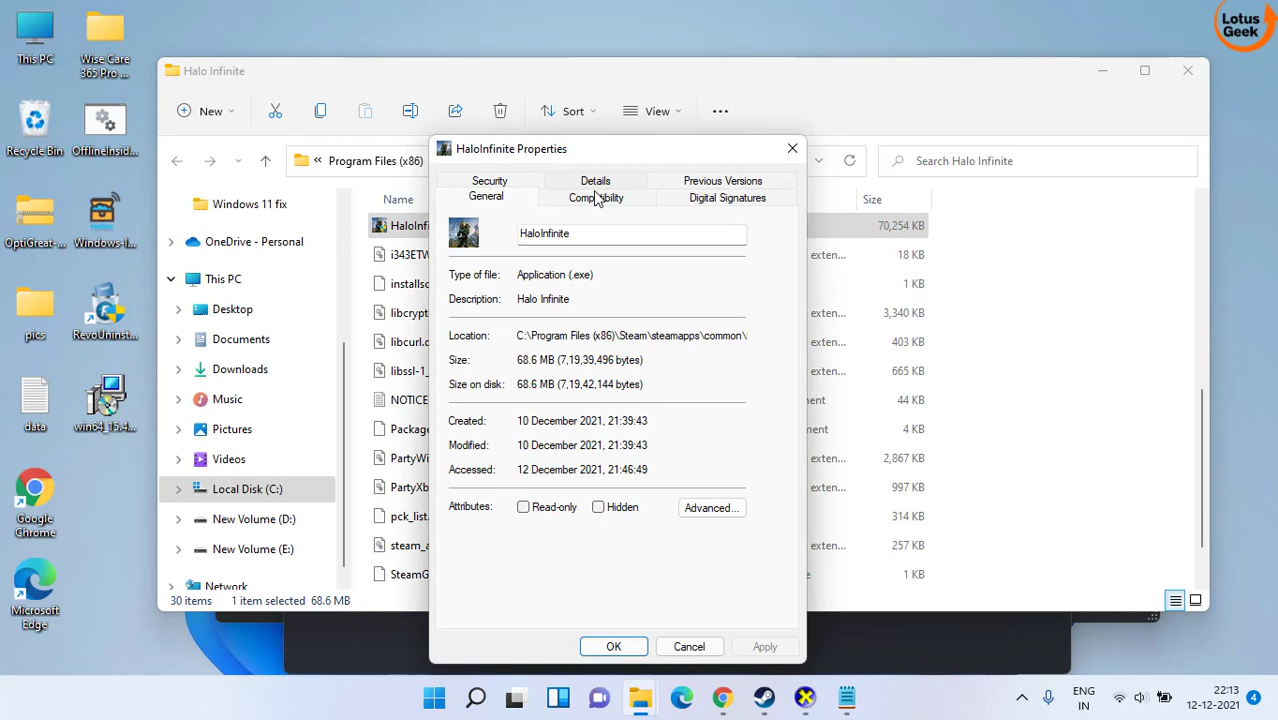 Lotus
Geek
This PC
Wise Care
365 Pro ...
Recycle Bin
OfflineInsid...
OptiGreat-...
Windows-I...
pics
RevoUninst...
data
win64_15.4...
Google
Chrome
Microsoft
Edge
Halo Infinite
New
Sort
View
« Program Files (x86)
Search Halo Infinite
Windows 11 fix
OneDrive - Personal
This PC
Desktop
Documents
Downloads
Music
Pictures
Videos
Local Disk (C:)
New Volume (D:)
New Volume (E:)
Network
Name
Size
HaloInfi
70,254 KB
i343ETW
exten...
18 KB
installsc
1 KB
libcrypt
exten...
3,340 KB
libcurl.d
exten...
403 KB
libssl-1_
exten...
665 KB
NOTICE
ument
44 KB
Package
ment
4 KB
PartyWi
exten...
2,867 KB
PartyXb
exten...
997 KB
pck_list.
314 KB
steam_a
exten...
257 KB
SteamG
1 KB
30 items
1 item selected 68.6 MB
HaloInfinite Properties
Security
Details
Previous Versions
General
Compatibility
Digital Signatures
HaloInfinite
Type of file: Application (.exe)
Description: Halo Infinite
Location: C:\Program Files (x86)\Steam\steamapps\common\
Size: 68.6 MB (7,19,39,496 bytes)
Size on disk: 68.6 MB (7,19,42,144 bytes)
Created: 10 December 2021, 21:39:43
Modified: 10 December 2021, 21:39:43
Accessed: 12 December 2021, 21:46:49
Attributes: Read-only Hidden Advanced...
OK
Cancel
Apply
ENG
IN
22:13
12-12-2021
4